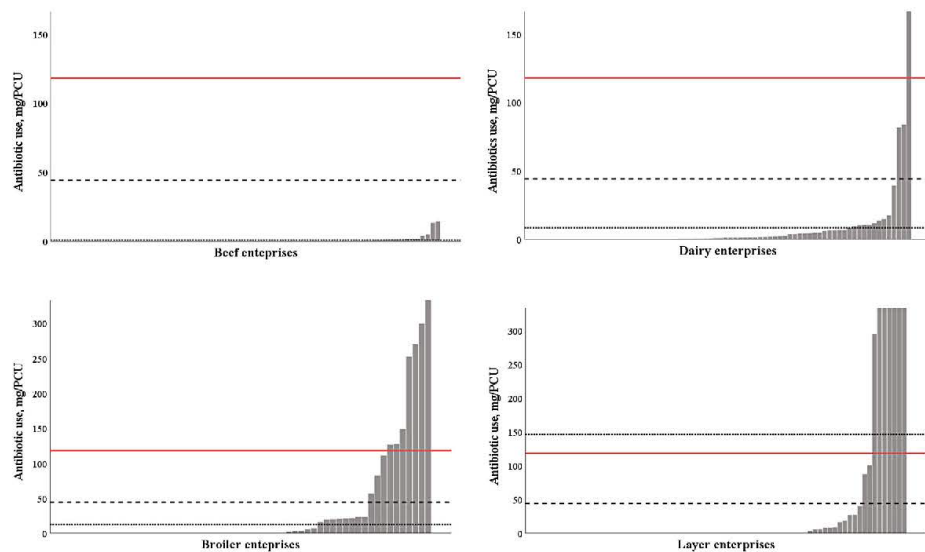 150
100
50
0
Antibiotic use, mg/PCU
Beef enteprises
150
100
50
0
Antibiotics use, mg/PCU
Dairy enterprises
300
250
200
150
100
50
0
Antibiotic use, mg/PCU
Broiler enteprises
300
250
200
150
100
50
0
Antibiotic use, mg/PCU
Layer enterprises